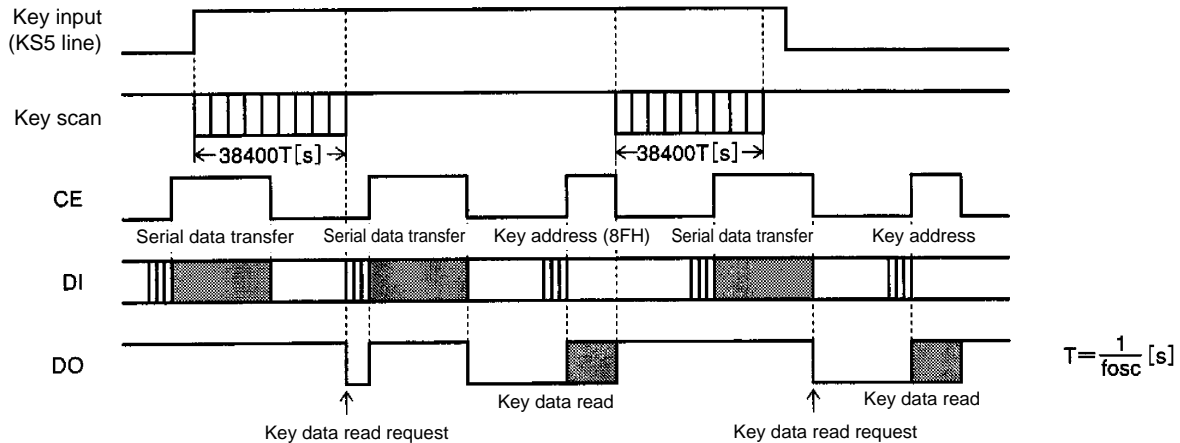 Key input
(KS5 line)
Key scan
38400T[s]
38400T[s]
CE
Serial data transfer
Serial data transfer
Key address (8FH)
Serial data transfer
Key address
DI
DO
T=1/fosc[s]
Key data read
Key data read
Key data read request
Key data read request